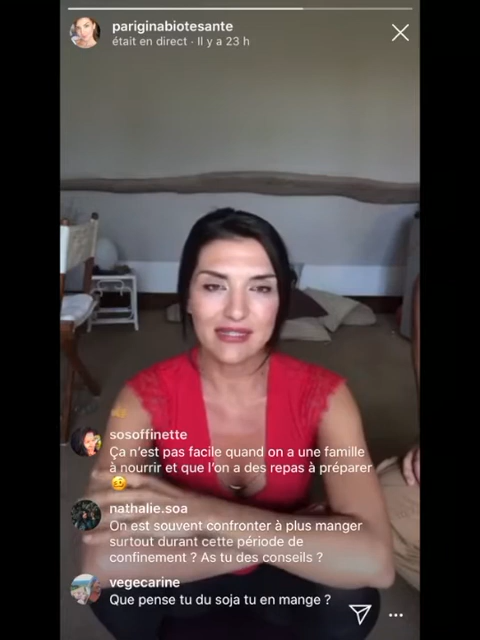 pariginabiotesante
était en direct · Il y a 23 h
sosoffinette
Ça n'est pas facile quand on a une famille
à nourrir et que l'on a des repas à préparer
nathalie.soa
On est souvent confronter à plus manger
surtout durant cette période de
confinement ? As tu des conseils ?
vegecarine
Que pense tu du soja tu en mange ?